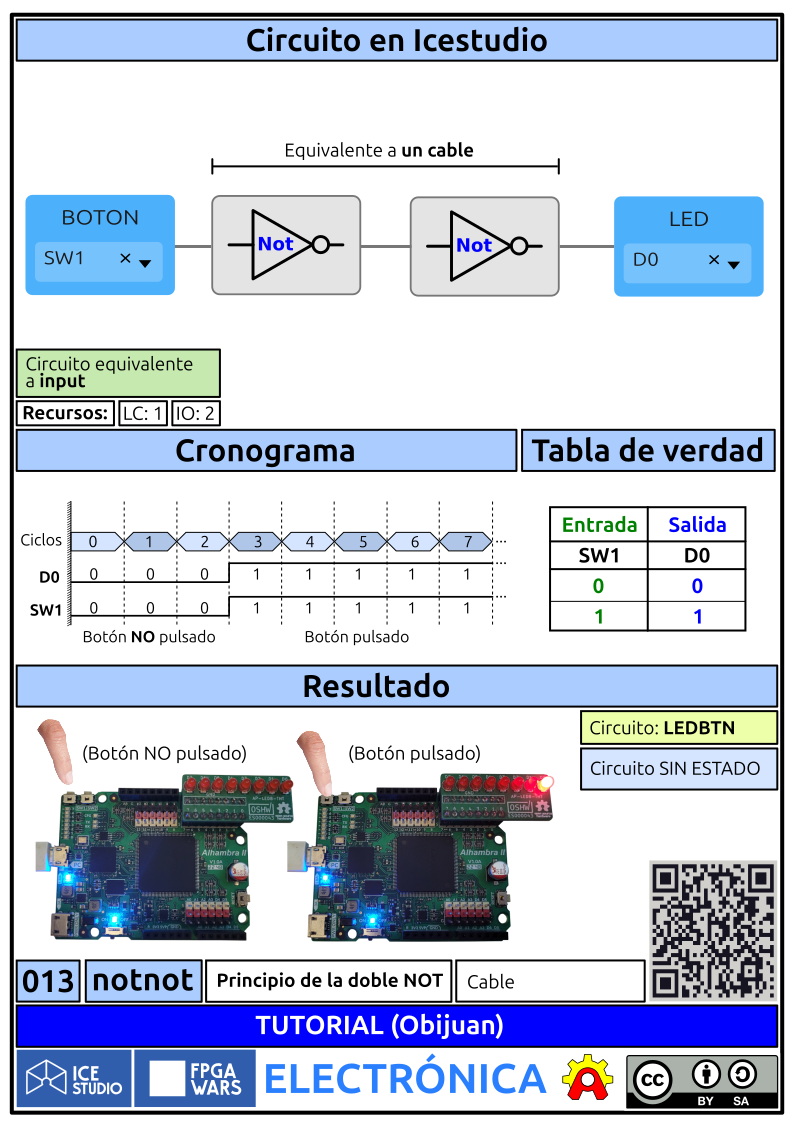 Circuito en Icestudio
Equivalente a un cable
BOTON
SW1
Not
Not
LED
D0
Circuito equivalente
a input
Recursos: LC: 1 IO: 2
Cronograma
Tabla de verdad
Ciclos 0 1 2 3 4 5 6 7 ...
D0 0 0 0 1 1 1 1 1 ...
SW1 0 0 0 1 1 1 1 1 ...
Botón NO pulsado Botón pulsado
Entrada Salida
SW1 D0
0 0
1 1
Resultado
(Botón NO pulsado) (Botón pulsado)
Circuito: LEDBTN
Circuito SIN ESTADO
OSHW
Alhambra II
OSHW
Alhambra II
013 notnot Principio de la doble NOT Cable
TUTORIAL (Obijuan)
ICE
STUDIO
FPGA
WARS
ELECTRÓNICA
A
CC
BY SA